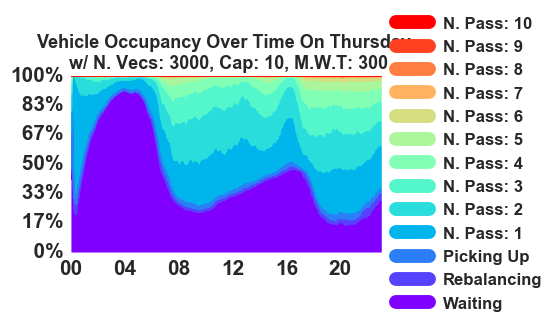 Vehicle Occupancy Over Time On Thursday
w/ N. Vecs: 3000, Cap: 10, M.W.T: 300
100%
83%
67%
50%
33%
17%
0%
00 04 08 12 16 20
N. Pass: 10
N. Pass: 9
N. Pass: 8
N. Pass: 7
N. Pass: 6
N. Pass: 5
N. Pass: 4
N. Pass: 3
N. Pass: 2
N. Pass: 1
Picking Up
Rebalancing
Waiting